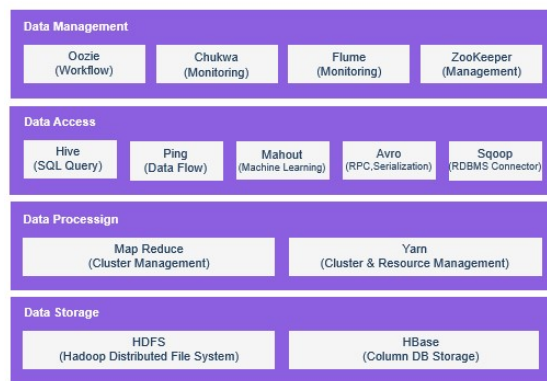 Data Management
Oozie
(Workflow)
Chukwa
(Monitoring)
Flume
(Monitoring)
ZooKeeper
(Management)
Data Access
Hive
(SQL Query)
Ping
(Data Flow)
Mahout
(Machine Learning)
Avro
(RPC,Serialization)
Sqoop
(RDBMS Connector)
Data Processign
Map Reduce
(Cluster Management)
Yarn
(Cluster & Resource Management)
Data Storage
HDFS
(Hadoop Distributed File System)
HBase
(Column DB Storage)